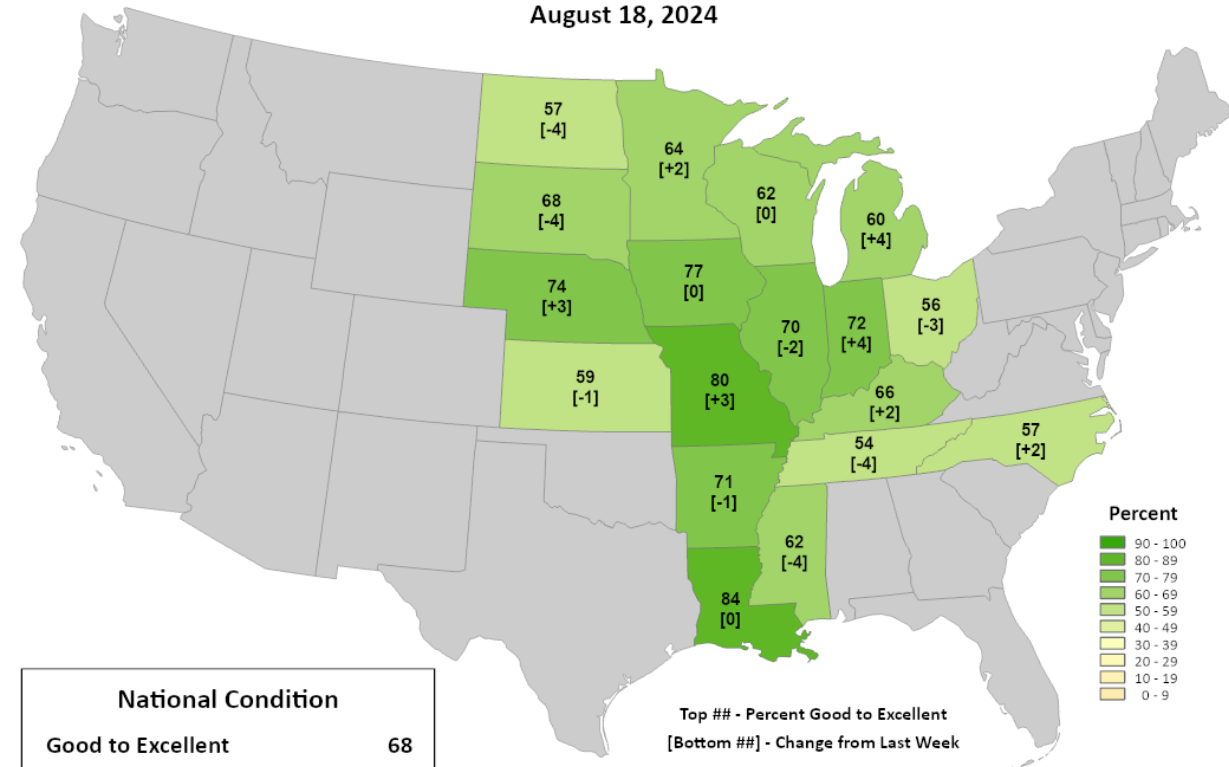 August 18, 2024
57
[-4]
64
[+2]
68
[-4]
62
[0]
60
[+4]
74
[+3]
77
[0]
70
[-2]
72
[+4]
56
[-3]
59
[-1]
80
[+3]
66
[+2]
54
[-4]
57
[+2]
71
[-1]
62
[-4]
84
[0]
Percent
90 - 100
80 - 89
70 - 79
60 - 69
50 - 59
40 - 49
30 - 39
20 - 29
10 - 19
0 - 9
National Condition
Good to Excellent 68
Top ## - Percent Good to Excellent
[Bottom ##] - Change from Last Week